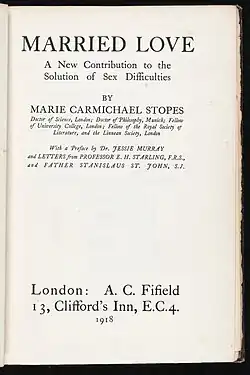 MARRIED LOVE
A New Contribution to the
Solution of Sex Difficulties
BY
MARIE CARMICHAEL STOPES
Doctor of Science, London; Doctor of Philosophy, Munich; Fellow
of University College, London; Fellow of the Royal Society of
Literature, and the Linnean Society, London
With a Preface by Dr. JESSIE MURRAY
and LETTERS from PROFESSOR E. H. STARLING, F.R.S.,
and FATHER STANISLAUS ST. JOHN, S.J.
London: A. C. Fifield
13, Clifford's Inn, E.C.4.
1918